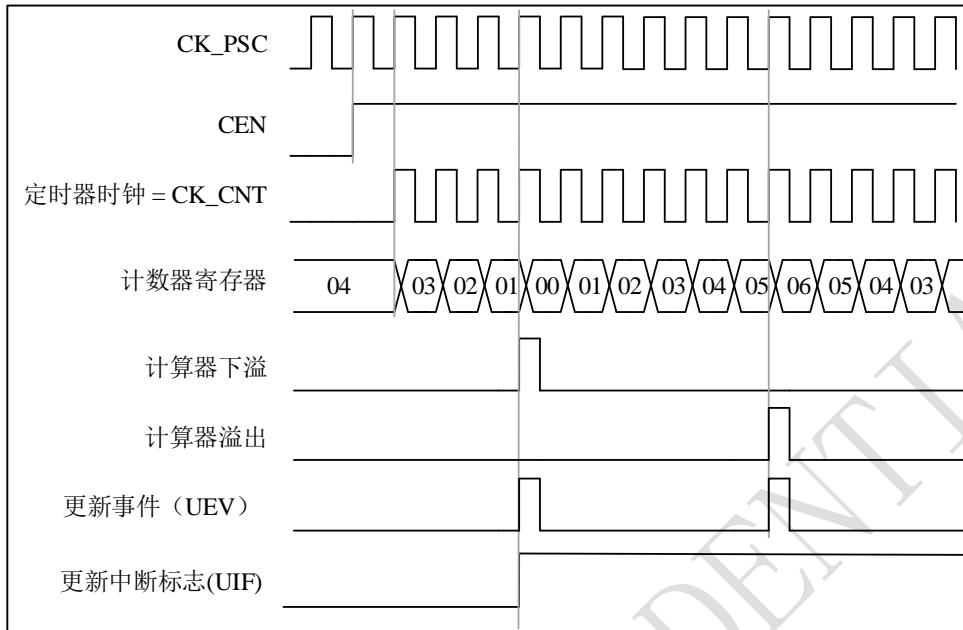 CK_PSC
CEN
定时器时钟 = CK_CNT
计数器寄存器 04 03 02 01 00 01 02 03 04 05 06 05 04 03
计算器下溢
计算器溢出
更新事件（UEV）
更新中断标志(UIF)
DENTIA